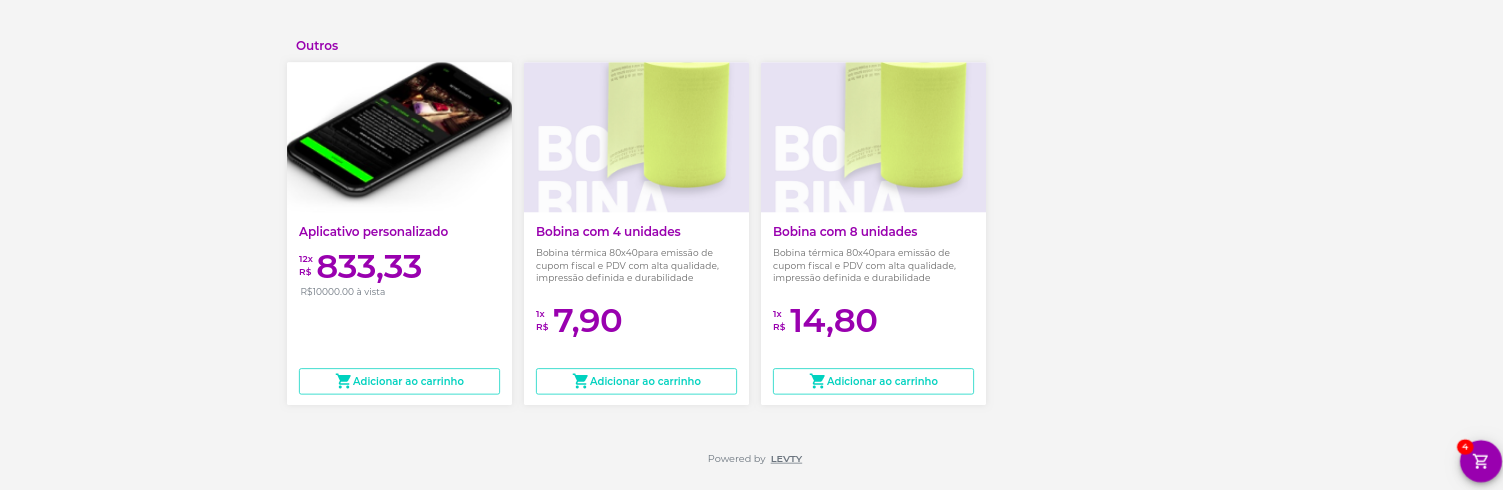 Outros
BO
BINA
BO
BINA
Aplicativo personalizado
12x
R$ 833,33
R$10000.00 à vista
Adicionar ao carrinho
Bobina com 4 unidades
Bobina térmica 80x40para emissão de
cupom fiscal e PDV com alta qualidade,
impressão definida e durabilidade
1x
R$ 7,90
Adicionar ao carrinho
Bobina com 8 unidades
Bobina térmica 80x40para emissão de
cupom fiscal e PDV com alta qualidade,
impressão definida e durabilidade
1x
R$ 14,80
Adicionar ao carrinho
Powered by LEVTY
4